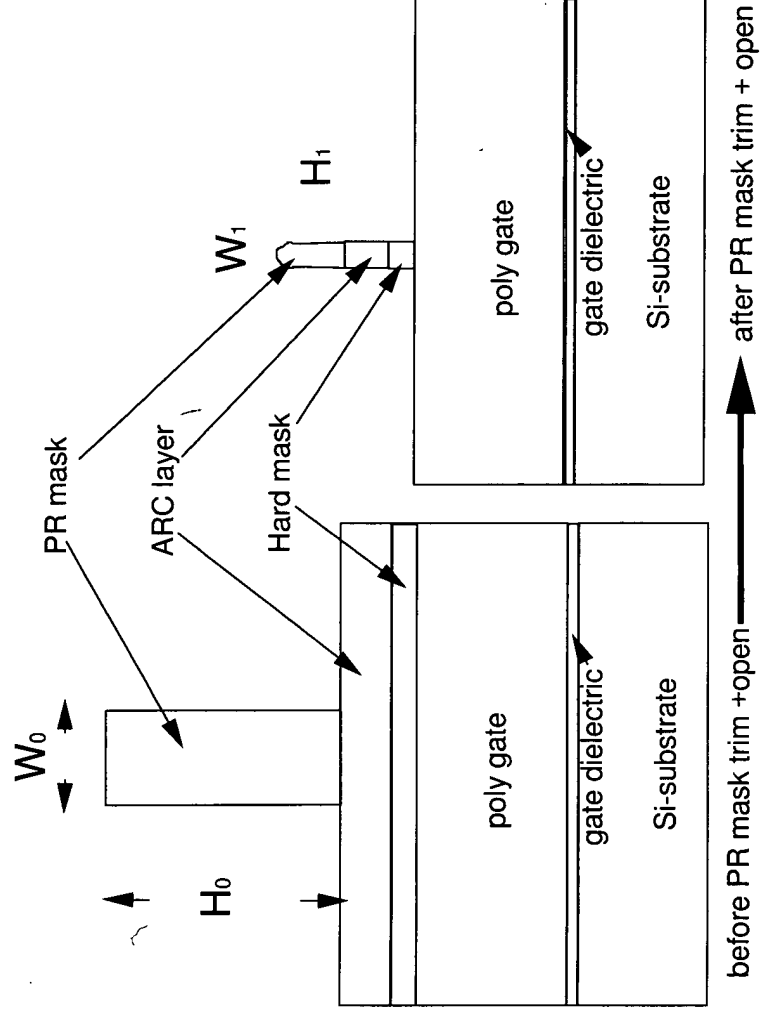 PR mask
ARC layer
Hard mask
W₀
H₀
poly gate
gate dielectric
Si-substrate
before PR mask trim +open
W₁
H₁
poly gate
gate dielectric
Si-substrate
after PR mask trim + open